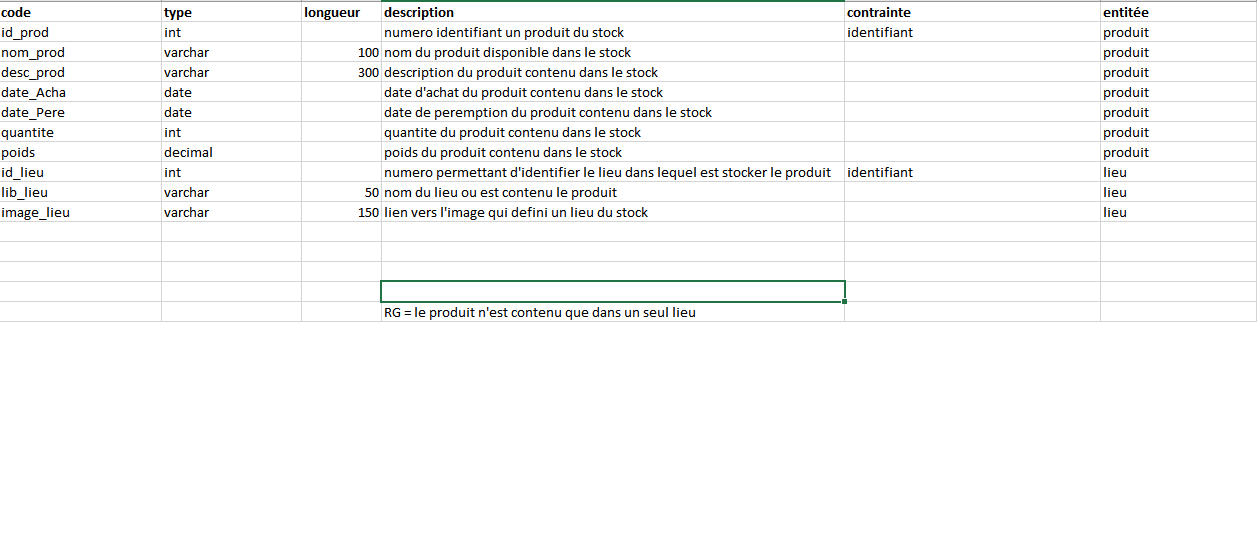 code type longueur description contrainte entitée
id_prod int numero identifiant un produit du stock identifiant produit
nom_prod varchar 100 nom du produit disponible dans le stock produit
desc_prod varchar 300 description du produit contenu dans le stock produit
date_Acha date date d'achat du produit contenu dans le stock produit
date_Pere date date de peremption du produit contenu dans le stock produit
quantite int quantite du produit contenu dans le stock produit
poids decimal poids du produit contenu dans le stock produit
id_lieu int numero permettant d'identifier le lieu dans lequel est stocker le produit identifiant lieu
lib_lieu varchar 50 nom du lieu ou est contenu le produit lieu
image_lieu varchar 150 lien vers l'image qui defini un lieu du stock lieu
RG = le produit n'est contenu que dans un seul lieu